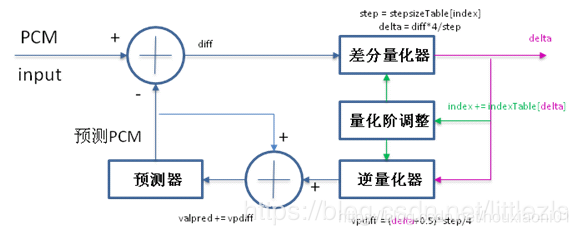 step = stepsizeTable[index]
delta = diff*4/step
PCM
+
diff
差分量化器
delta
input
-
index += indexTable[delta]
量化阶调整
预测PCM
+
预测器
+
逆量化器
valpred += vpdiff
vpdiff = (delta+0.5)*step/4